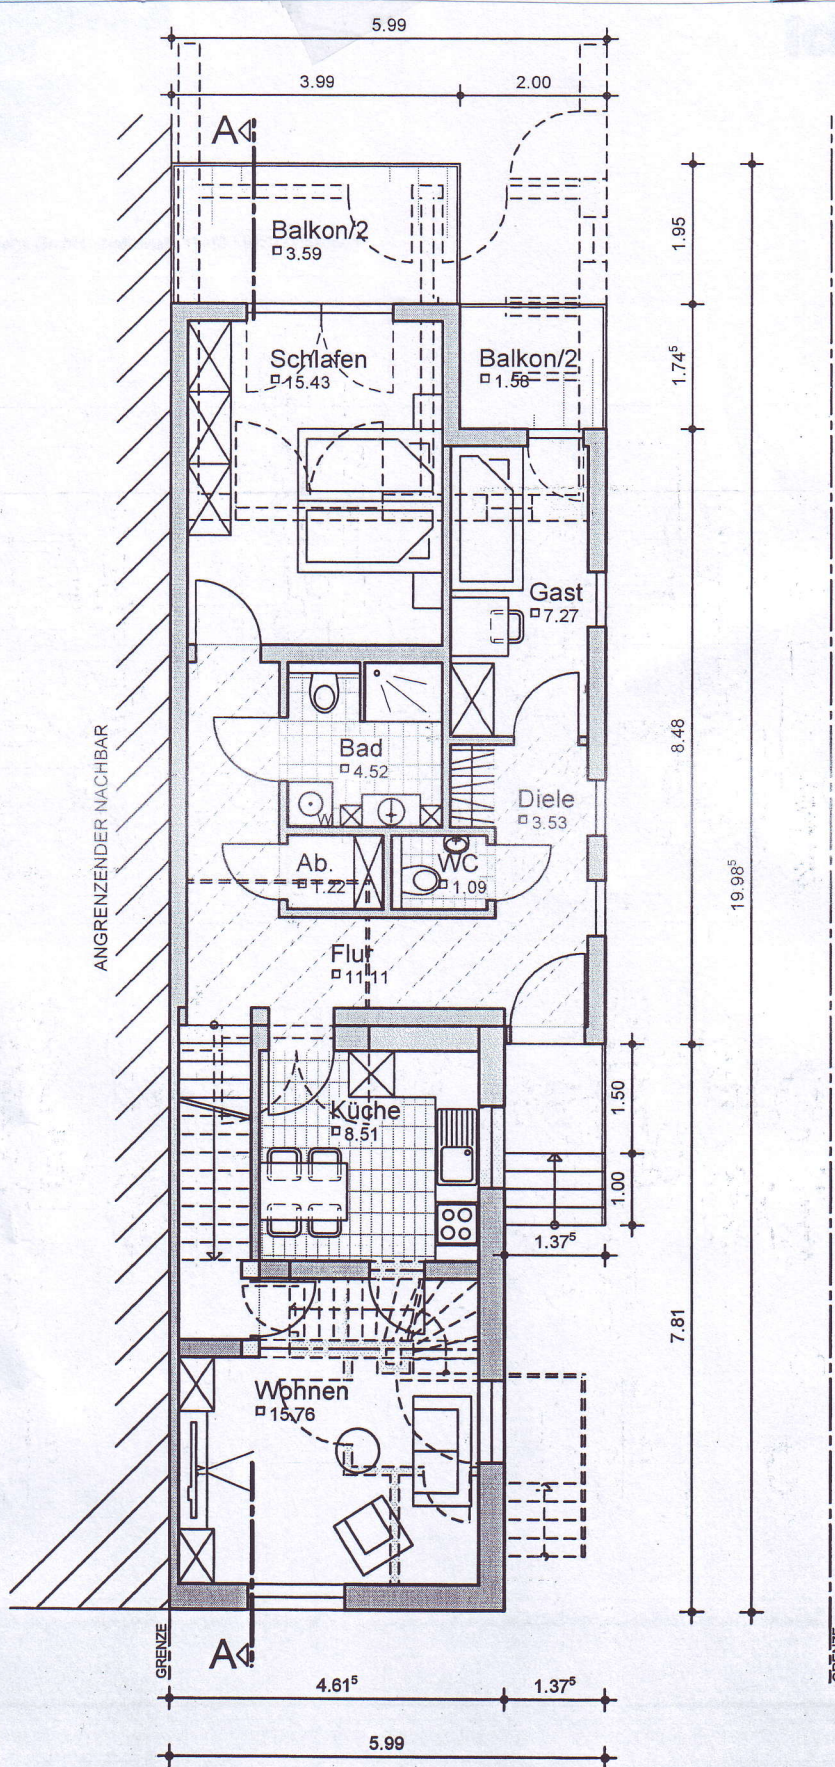 5.99
3.99
2.00
A
Balkon/2
3.59
1.95
Schlafen
15.43
Balkon/2
1.58
1.74⁵
Gast
7.27
ANGRENZENDER NACHBAR
Bad
4.52
W
8.48
Diele
3.53
Ab.
1.22
WC
1.09
19.98⁵
Flur
11.11
Küche
8.51
1.50
1.00
1.37⁵
7.81
Wohnen
15.76
GRENZE
A
GRENZE
4.61⁵
1.37⁵
5.99